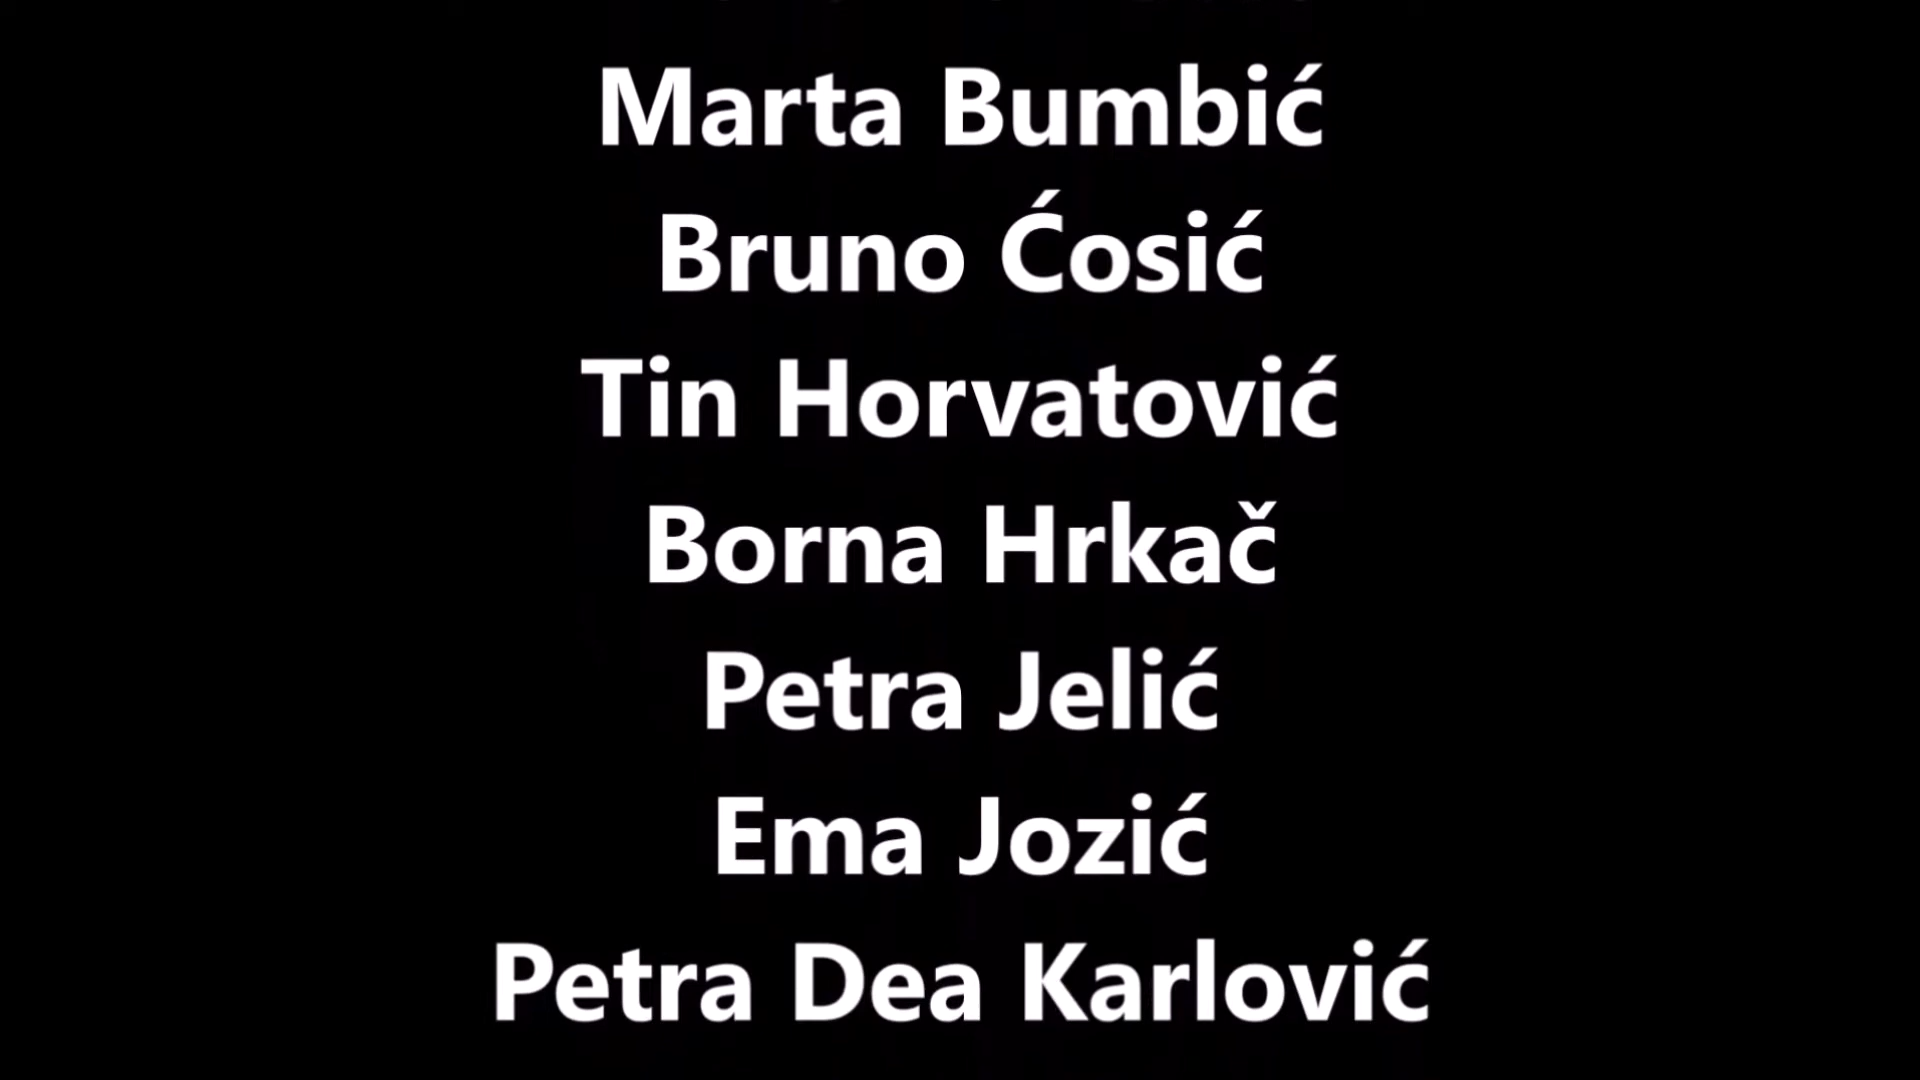 Marta Bumbić
Bruno Ćosić
Tin Horvatović
Borna Hrkač
Petra Jelić
Ema Jozić
Petra Dea Karlović